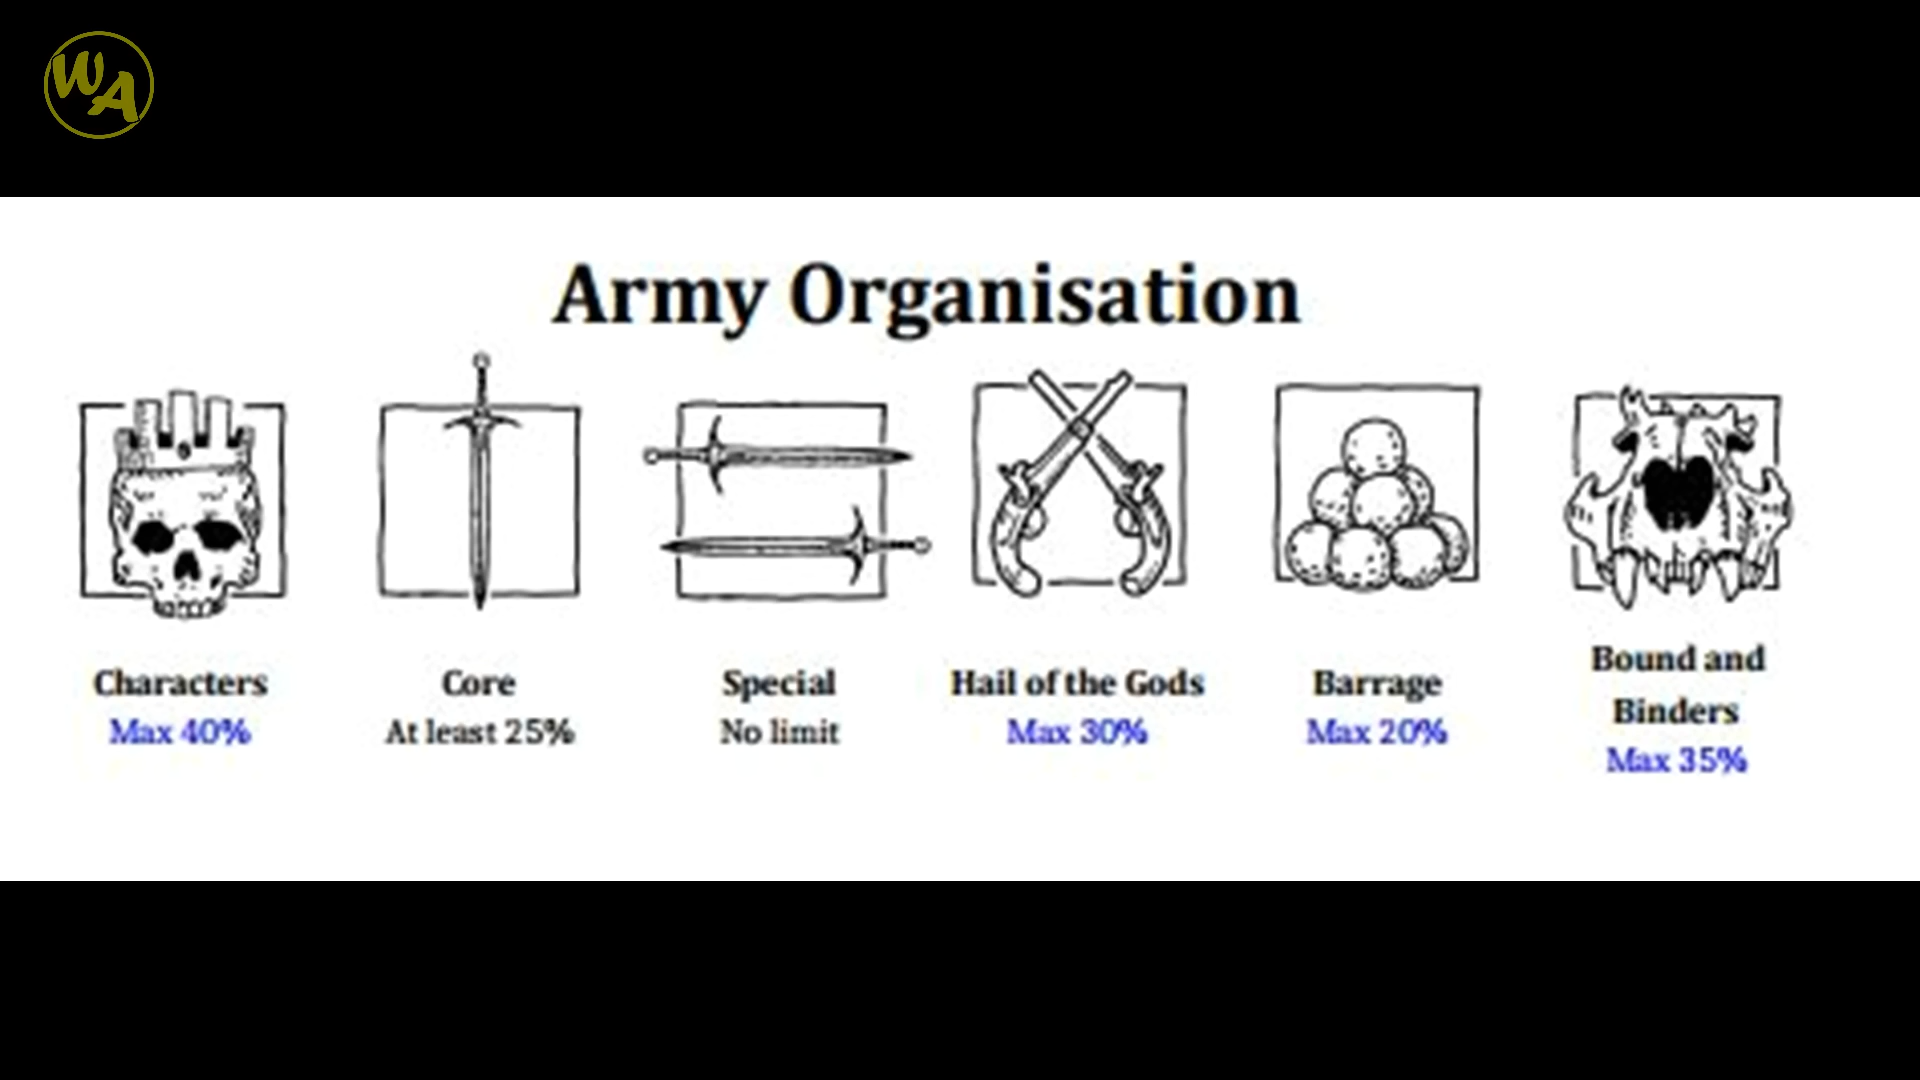 WA
Army Organisation
Characters
Max 40%
Core
At least 25%
Special
No limit
Hail of the Gods
Max 30%
Barrage
Max 20%
Bound and
Binders
Max 35%